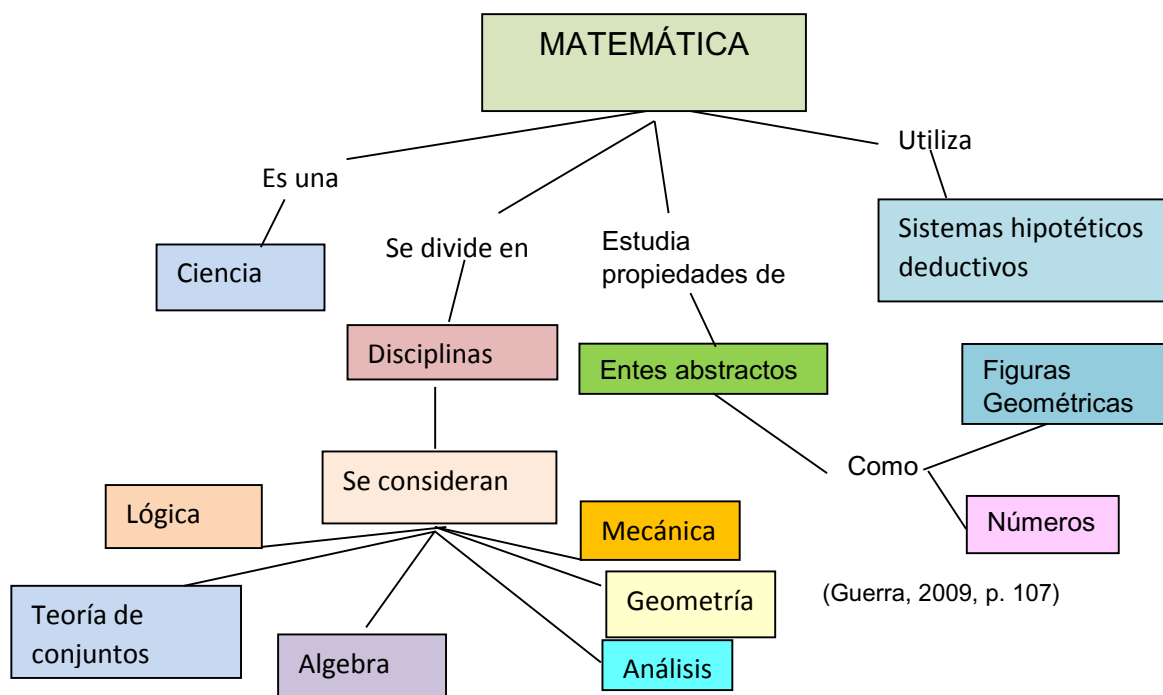 MATEMÁTICA
Utiliza
Es una
Sistemas hipotéticos
deductivos
Se divide en
Estudia
propiedades de
Ciencia
Disciplinas
Entes abstractos
Figuras
Geométricas
Como
Se consideran
Lógica
Mecánica
Números
Teoría de
conjuntos
Geometría
(Guerra, 2009, p. 107)
Algebra
Análisis